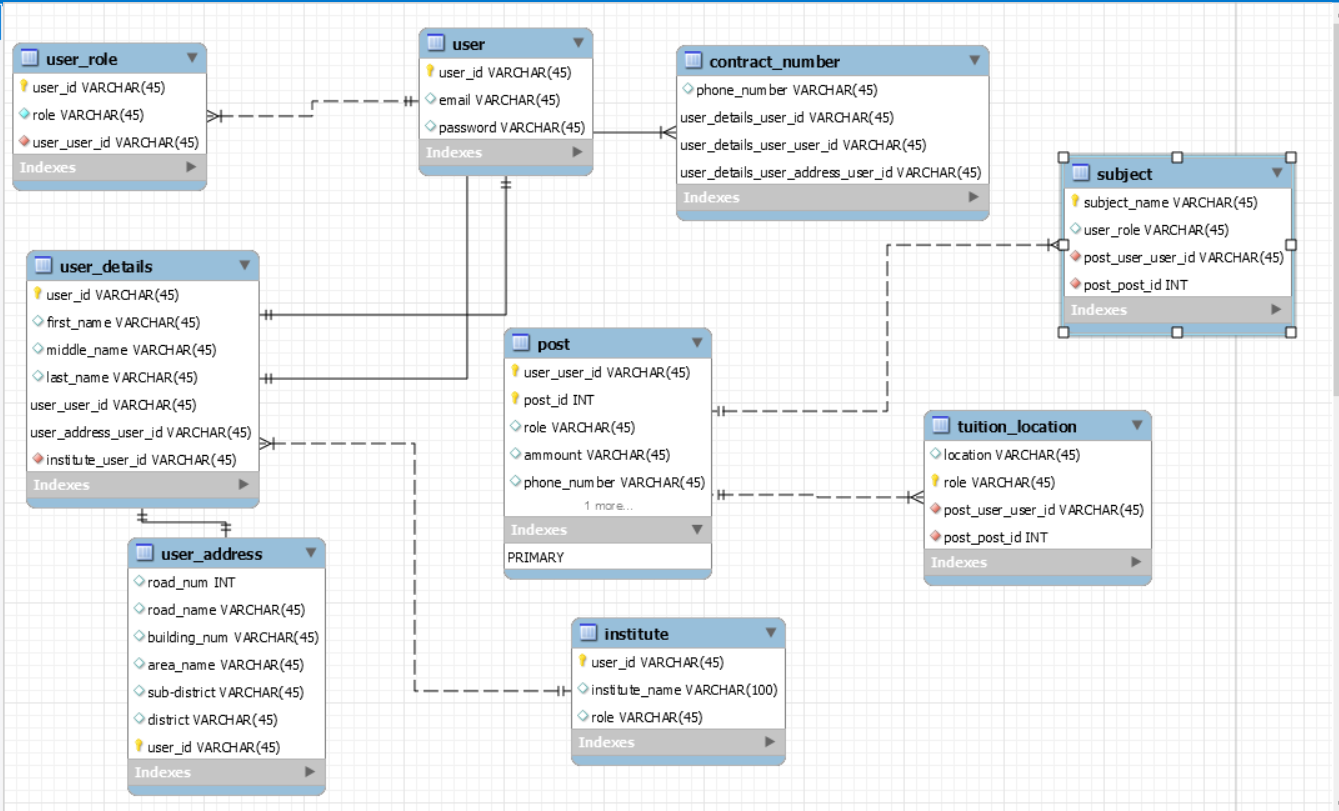 user_role
user_id VARCHAR(45)
role VARCHAR(45)
user_user_id VARCHAR(45)
Indexes
user
user_id VARCHAR(45)
email VARCHAR(45)
password VARCHAR(45)
Indexes
contract_number
phone_number VARCHAR(45)
user_details_user_id VARCHAR(45)
user_details_user_user_id VARCHAR(45)
user_details_user_address_user_id VARCHAR(45)
Indexes
subject
subject_name VARCHAR(45)
user_role VARCHAR(45)
post_user_user_id VARCHAR(45)
post_post_id INT
Indexes
user_details
user_id VARCHAR(45)
first_name VARCHAR(45)
middle_name VARCHAR(45)
last_name VARCHAR(45)
user_user_id VARCHAR(45)
user_address_user_id VARCHAR(45)
institute_user_id VARCHAR(45)
Indexes
post
user_user_id VARCHAR(45)
post_id INT
role VARCHAR(45)
ammount VARCHAR(45)
phone_number VARCHAR(45)
1 more...
Indexes
PRIMARY
tuition_location
location VARCHAR(45)
role VARCHAR(45)
post_user_user_id VARCHAR(45)
post_post_id INT
Indexes
user_address
road_num INT
road_name VARCHAR(45)
building_num VARCHAR(45)
area_name VARCHAR(45)
sub-district VARCHAR(45)
district VARCHAR(45)
user_id VARCHAR(45)
Indexes
institute
user_id VARCHAR(45)
institute_name VARCHAR(100)
role VARCHAR(45)
Indexes